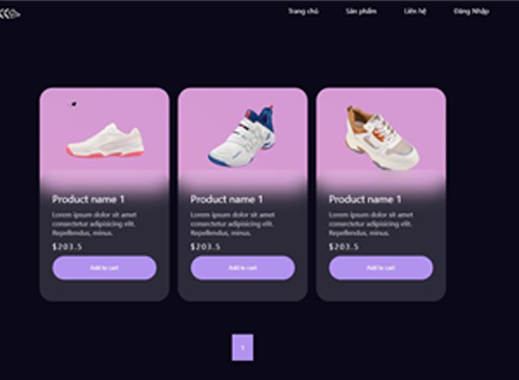 Trang chủ Sản phẩm Liên hệ Đăng Nhập
Product name 1
Lorem ipsum dolor sit amet
consectetur adipisicing elit.
Repellendus, minus.
$203.5
Add to cart
Product name 1
Lorem ipsum dolor sit amet
consectetur adipisicing elit.
Repellendus, minus.
$203.5
Add to cart
Product name 1
Lorem ipsum dolor sit amet
consectetur adipisicing elit.
Repellendus, minus.
$203.5
Add to cart
1